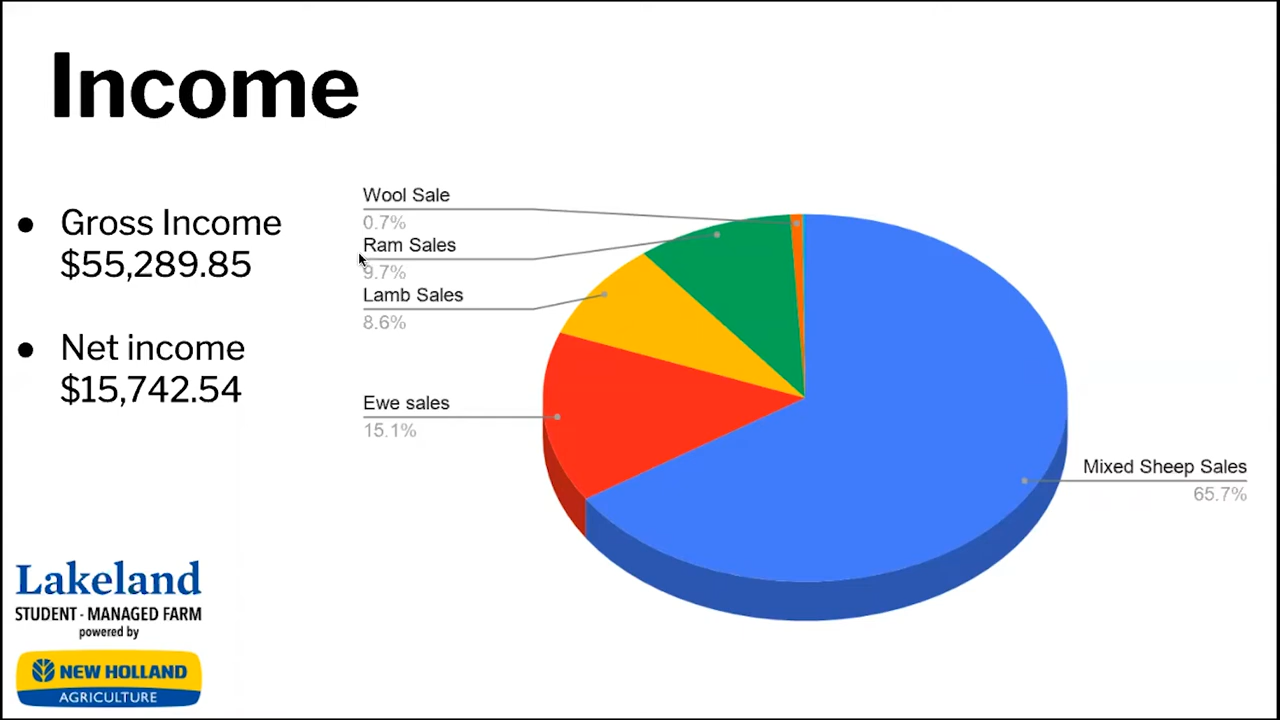 Income
● Gross Income
$55,289.85
● Net income
$15,742.54
Wool Sale
0.7%
Ram Sales
9.7%
Lamb Sales
8.6%
Ewe sales
15.1%
Mixed Sheep Sales
65.7%
Lakeland
STUDENT - MANAGED FARM
powered by
NEW HOLLAND
AGRICULTURE